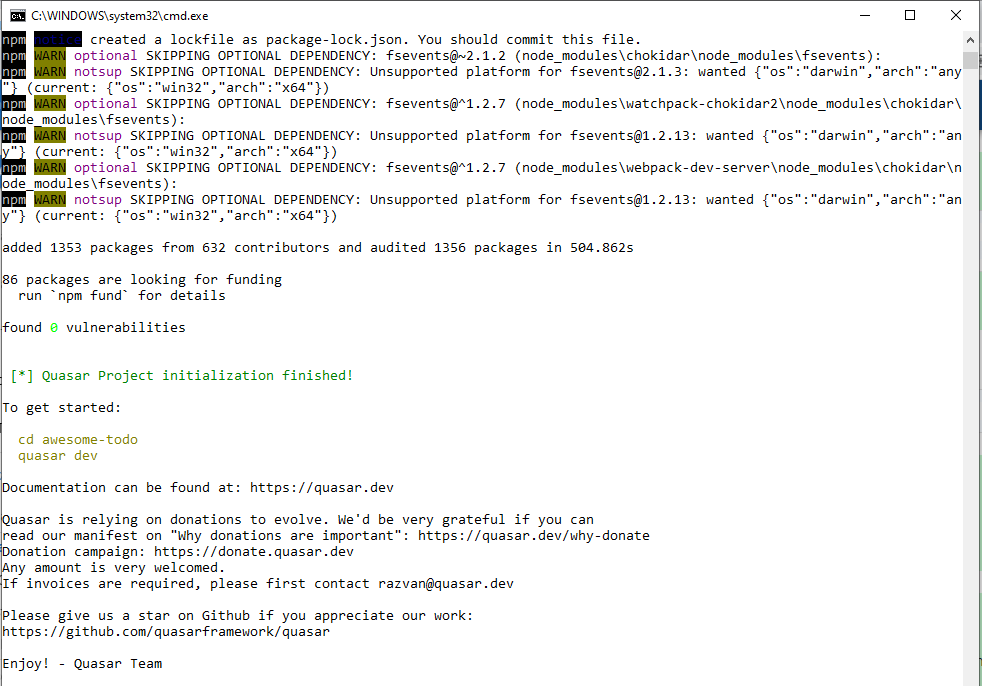 C:\WINDOWS\system32\cmd.exe
npm notice created a lockfile as package-lock.json. You should commit this file.
npm WARN optional SKIPPING OPTIONAL DEPENDENCY: fsevents@~2.1.2 (node_modules\chokidar\node_modules\fsevents):
npm WARN notsup SKIPPING OPTIONAL DEPENDENCY: Unsupported platform for fsevents@2.1.3: wanted {"os":"darwin","arch":"any
"} (current: {"os":"win32","arch":"x64"})
npm WARN optional SKIPPING OPTIONAL DEPENDENCY: fsevents@^1.2.7 (node_modules\watchpack-chokidar2\node_modules\chokidar\
node_modules\fsevents):
npm WARN notsup SKIPPING OPTIONAL DEPENDENCY: Unsupported platform for fsevents@1.2.13: wanted {"os":"darwin","arch":"an
y"} (current: {"os":"win32","arch":"x64"})
npm WARN optional SKIPPING OPTIONAL DEPENDENCY: fsevents@^1.2.7 (node_modules\webpack-dev-server\node_modules\chokidar\n
ode_modules\fsevents):
npm WARN notsup SKIPPING OPTIONAL DEPENDENCY: Unsupported platform for fsevents@1.2.13: wanted {"os":"darwin","arch":"an
y"} (current: {"os":"win32","arch":"x64"})
added 1353 packages from 632 contributors and audited 1356 packages in 504.862s
86 packages are looking for funding
run `npm fund` for details
found 0 vulnerabilities
[*] Quasar Project initialization finished!
To get started:
cd awesome-todo
quasar dev
Documentation can be found at: https://quasar.dev
Quasar is relying on donations to evolve. We'd be very grateful if you can
read our manifest on "Why donations are important": https://quasar.dev/why-donate
Donation campaign: https://donate.quasar.dev
Any amount is very welcomed.
If invoices are required, please first contact razvan@quasar.dev
Please give us a star on Github if you appreciate our work:
https://github.com/quasarframework/quasar
Enjoy! - Quasar Team